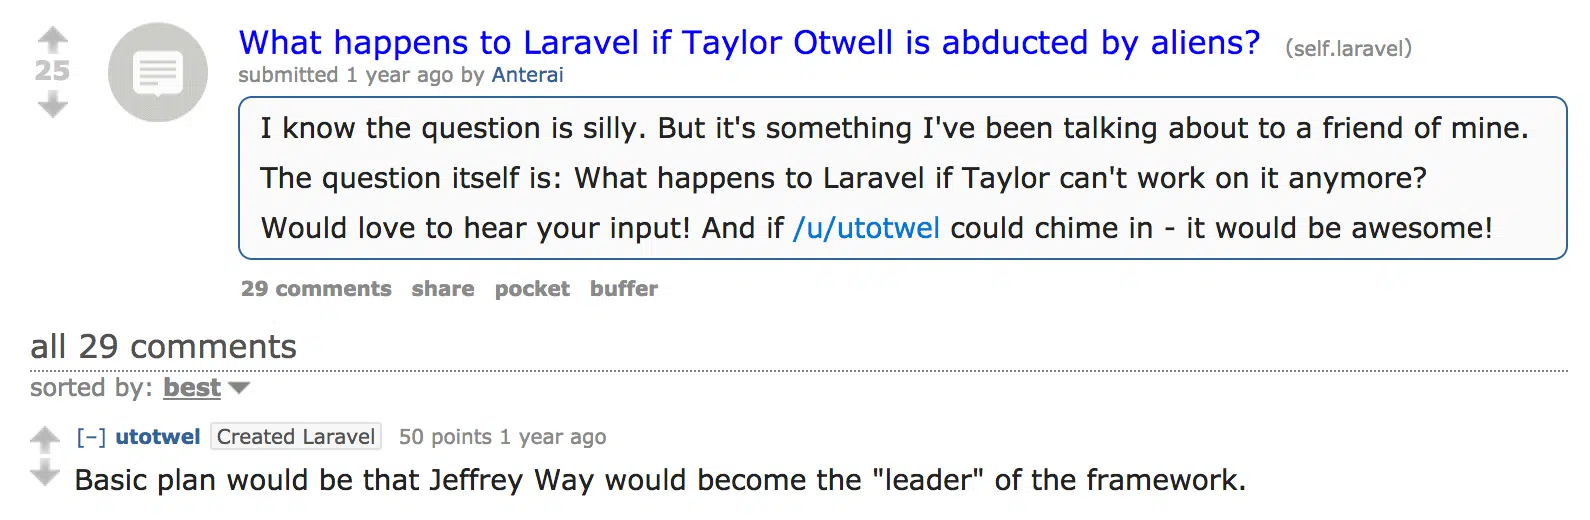 25
What happens to Laravel if Taylor Otwell is abducted by aliens? (self.laravel)
submitted 1 year ago by Anterai
I know the question is silly. But it's something I've been talking about to a friend of mine.
The question itself is: What happens to Laravel if Taylor can't work on it anymore?
Would love to hear your input! And if /u/utotwel could chime in - it would be awesome!
29 comments share pocket buffer
all 29 comments
sorted by: best
[–] utotwel Created Laravel 50 points 1 year ago
Basic plan would be that Jeffrey Way would become the "leader" of the framework.